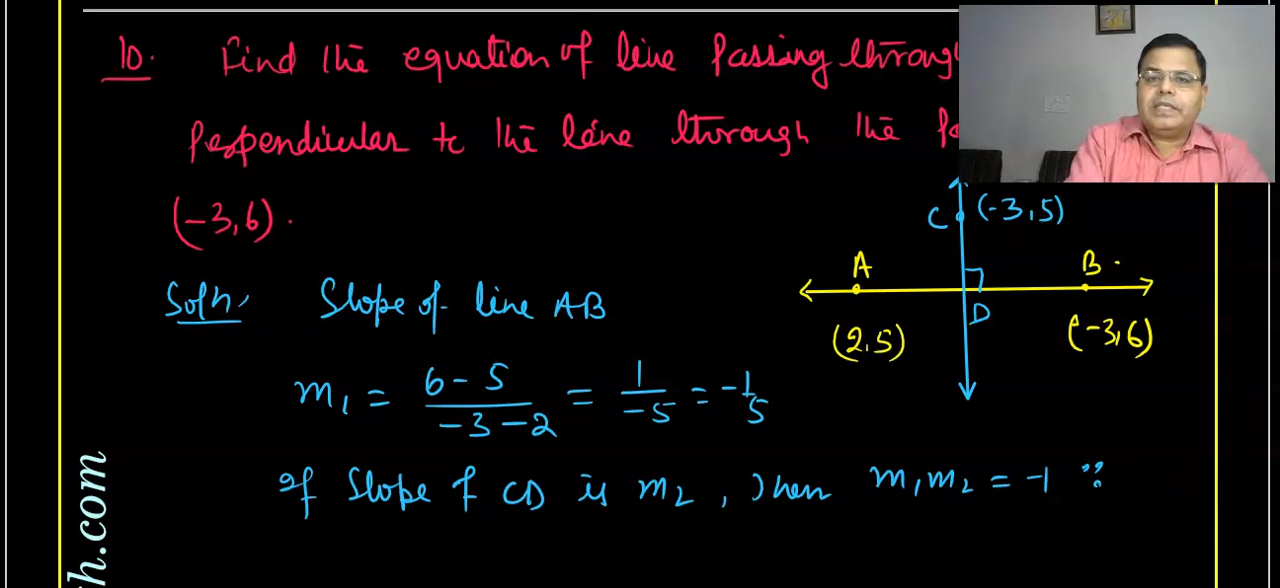 10. Find the equation of line passing through
perpendicular to the line through the
(-3,6).
C (-3,5)
A B
Soln: Slope of line AB
D
(2,5) (-3,6)
m₁ = 6-5/-3-2 = 1/-5 = -1/5
If slope of CD is m₂, then m₁m₂ = -1
h.com